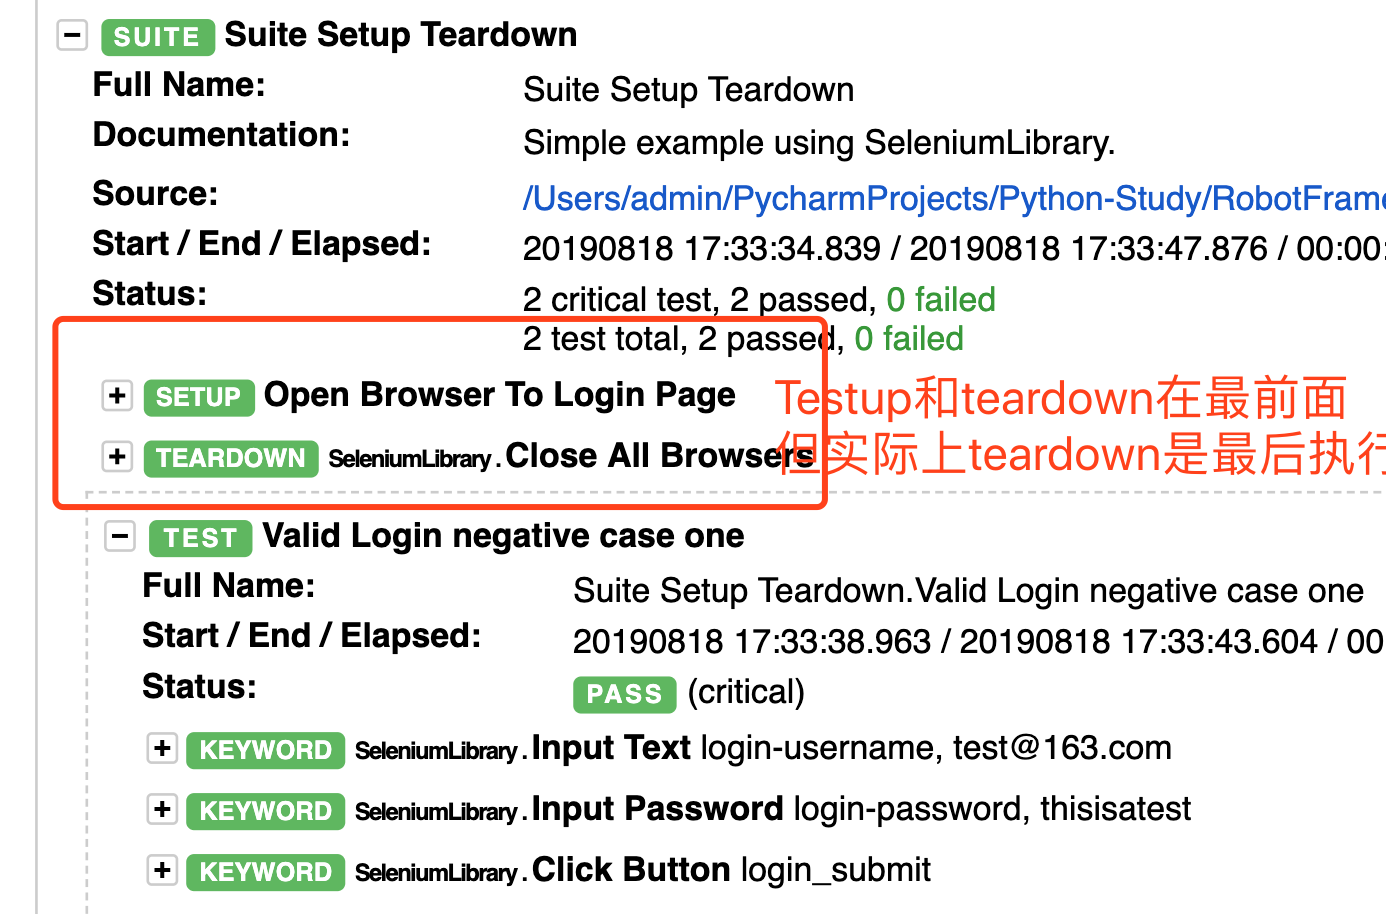 SUITE Suite Setup Teardown
Full Name: Suite Setup Teardown
Documentation: Simple example using SeleniumLibrary.
Source: /Users/admin/PycharmProjects/Python-Study/RobotFrame
Start / End / Elapsed: 20190818 17:33:34.839 / 20190818 17:33:47.876 / 00:00:
Status: 2 critical test, 2 passed, 0 failed
2 test total, 2 passed, 0 failed
SETUP Open Browser To Login Page
Testup和teardown在最前面
TEARDOWN SeleniumLibrary.Close All Browsers
但实际上teardown是最后执行
TEST Valid Login negative case one
Full Name: Suite Setup Teardown.Valid Login negative case one
Start / End / Elapsed: 20190818 17:33:38.963 / 20190818 17:33:43.604 / 00
Status: PASS (critical)
KEYWORD SeleniumLibrary.Input Text login-username, test@163.com
KEYWORD SeleniumLibrary.Input Password login-password, thisisatest
KEYWORD SeleniumLibrary.Click Button login_submit